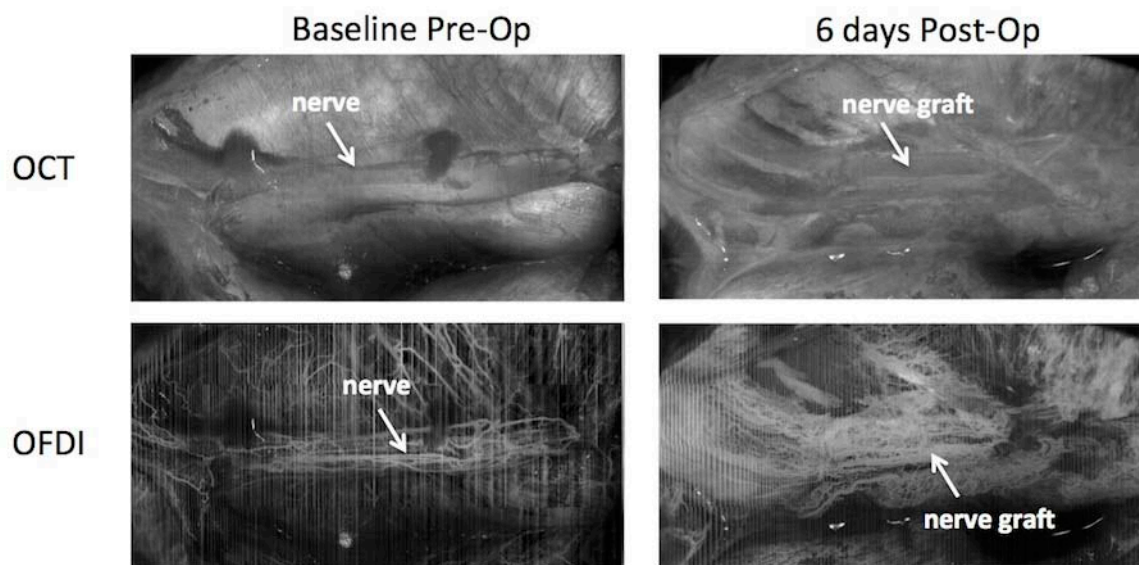 Baseline Pre-Op
6 days Post-Op
OCT
nerve
nerve graft
OFDI
nerve
nerve graft